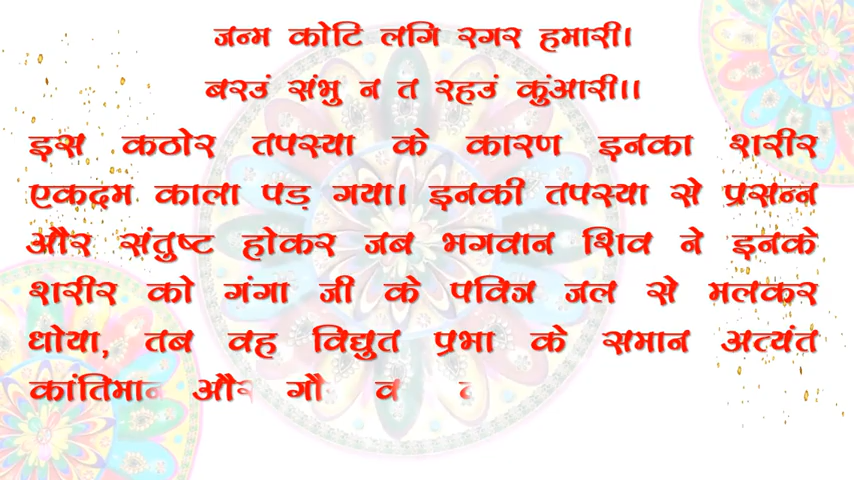 जन्म कोटि लगि रगर हमारी।
बरउं संभु न त रहउं कुंआरी।।
इस कठोर तपस्या के कारण इनका शरीर
एकदम काला पड़ गया। इनकी तपस्या से प्रसन्न
और संतुष्ट होकर जब भगवान शिव ने इनके
शरीर को गंगा जी के पवित्र जल से मलकर
धोया, तब वह विद्युत प्रभा के समान अत्यंत
कांतिमान और